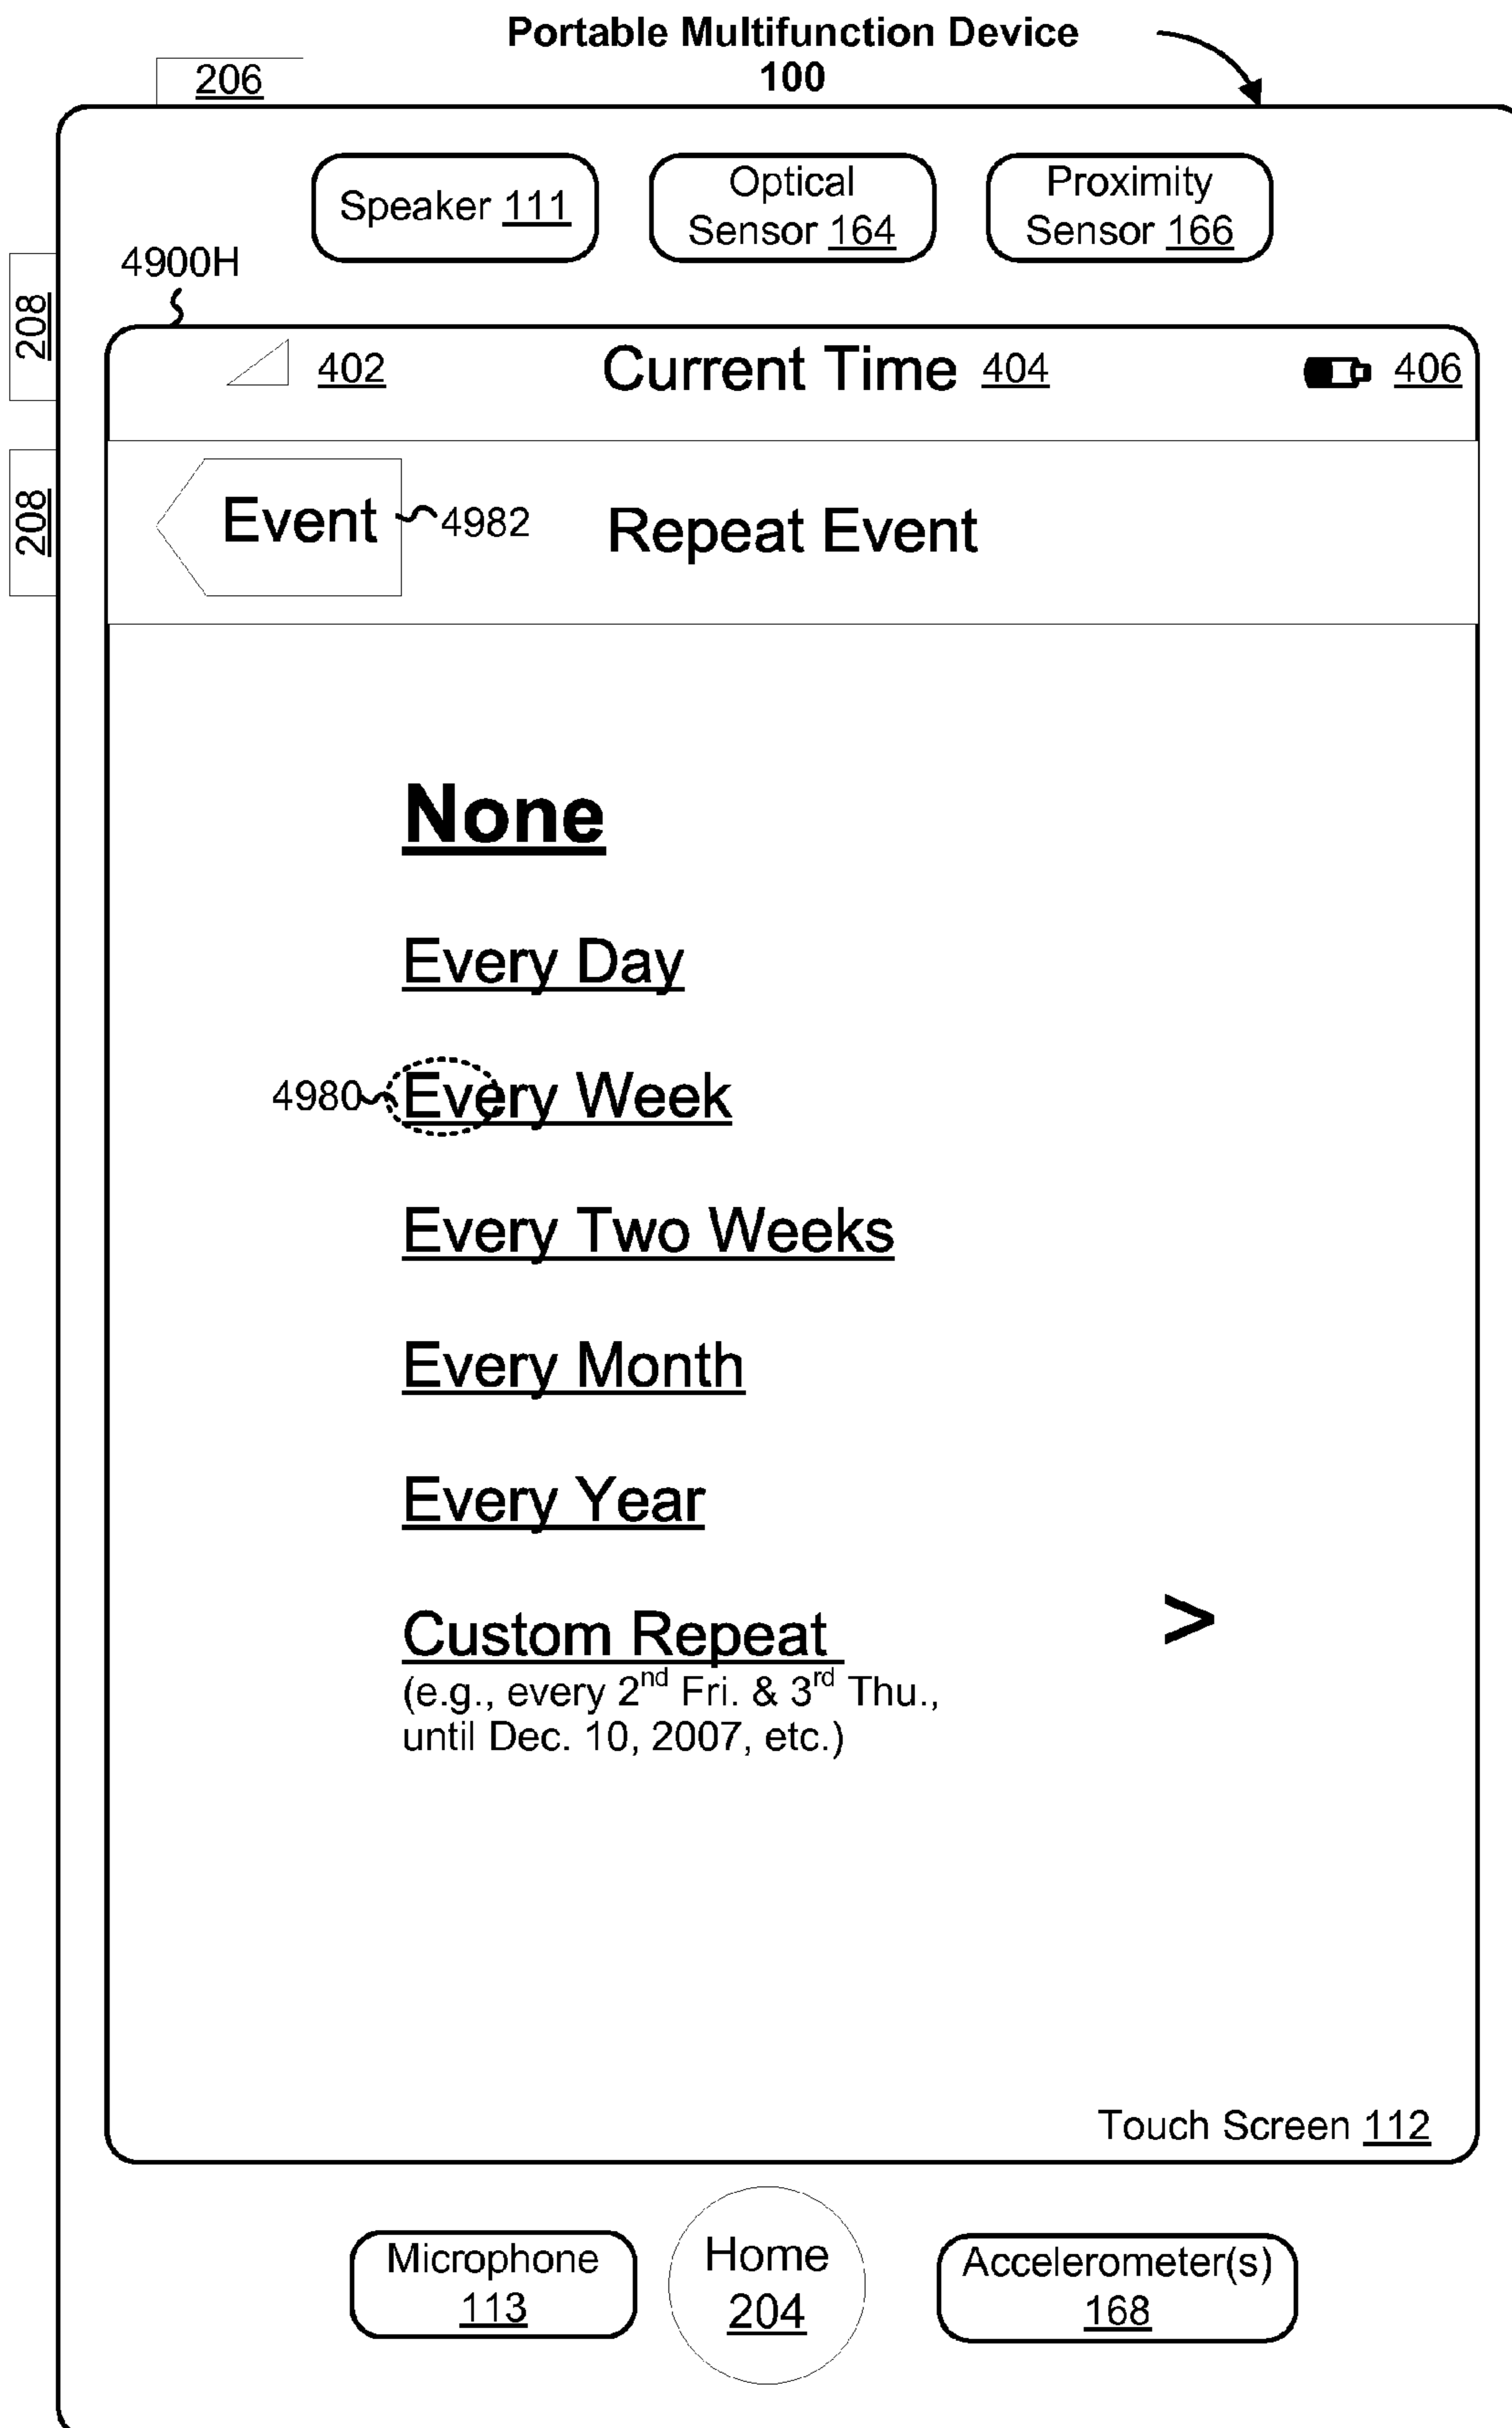 Portable Multifunction Device
100
206
Speaker 111
Optical
Sensor 164
Proximity
Sensor 166
4900H
208
208
402
Current Time 404
406
Event
4982
Repeat Event
None
Every Day
4980
Every Week
Every Two Weeks
Every Month
Every Year
Custom Repeat
>
(e.g., every 2nd Fri. & 3rd Thu.,
until Dec. 10, 2007, etc.)
Touch Screen 112
Microphone
113
Home
204
Accelerometer(s)
168